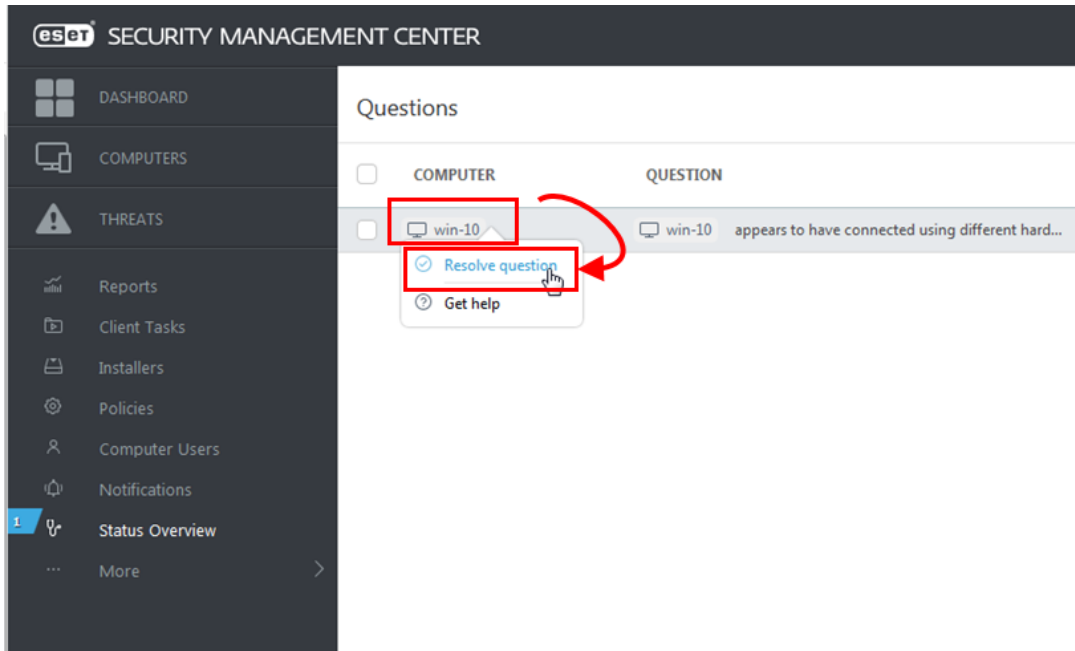 eset SECURITY MANAGEMENT CENTER
DASHBOARD
COMPUTERS
THREATS
Reports
Client Tasks
Installers
Policies
Computer Users
Notifications
1 Status Overview
More
Questions
COMPUTER QUESTION
win-10 win-10 appears to have connected using different hard...
Resolve question
Get help